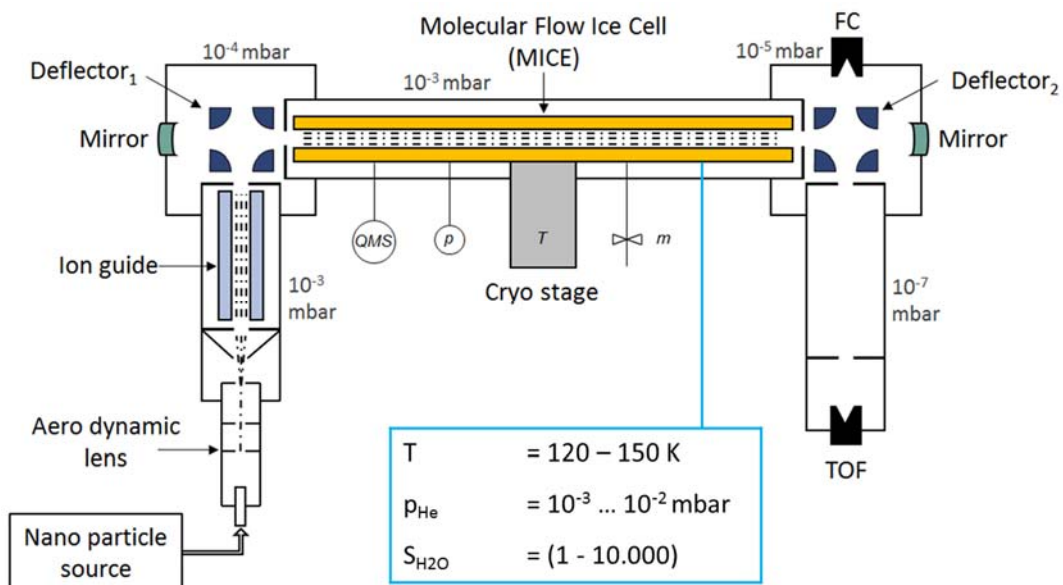 Molecular Flow Ice Cell
(MICE)
FC
10⁻⁴ mbar
10⁻³ mbar
10⁻⁵ mbar
Deflector₁
Deflector₂
Mirror
Mirror
QMS
p
T
m
Ion guide
Cryo stage
10⁻³
mbar
10⁻⁷
mbar
Aero dynamic
lens
TOF
Nano particle
source
T = 120 – 150 K
p_He = 10⁻³ ... 10⁻² mbar
S_H2O = (1 - 10.000)